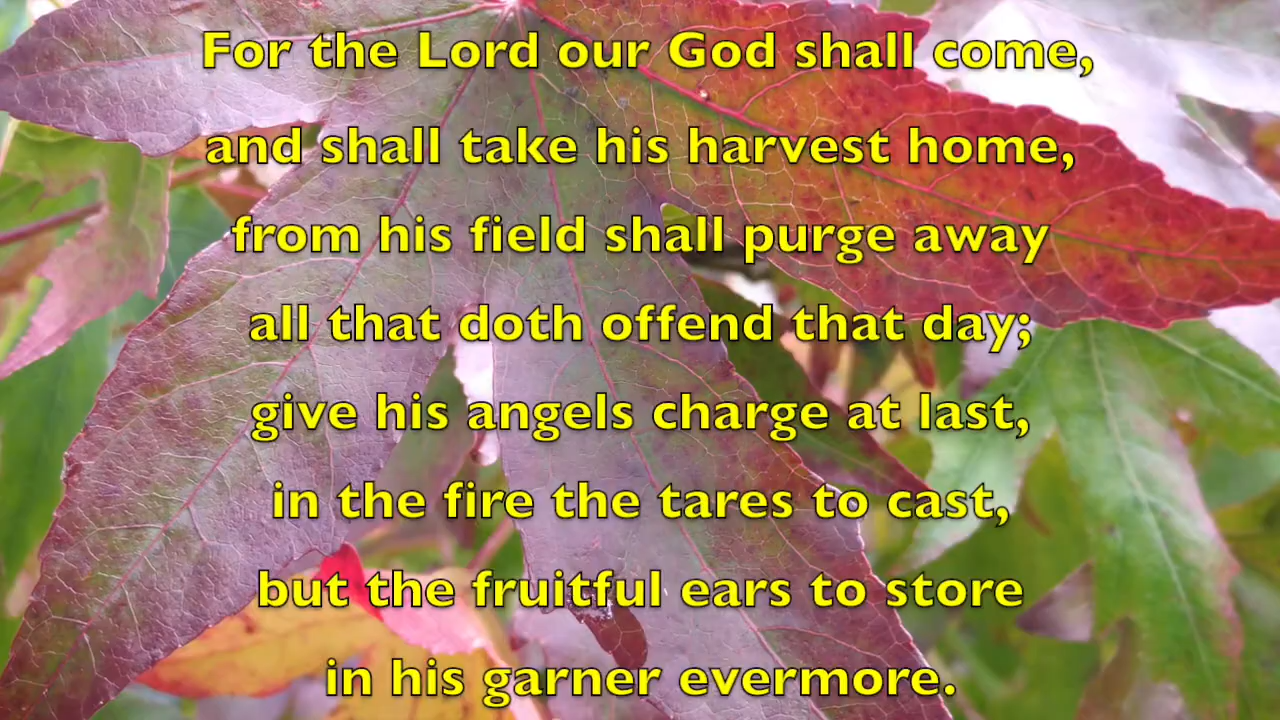 For the Lord our God shall come,
and shall take his harvest home,
from his field shall purge away
all that doth offend that day;
give his angels charge at last,
in the fire the tares to cast,
but the fruitful ears to store
in his garner evermore.